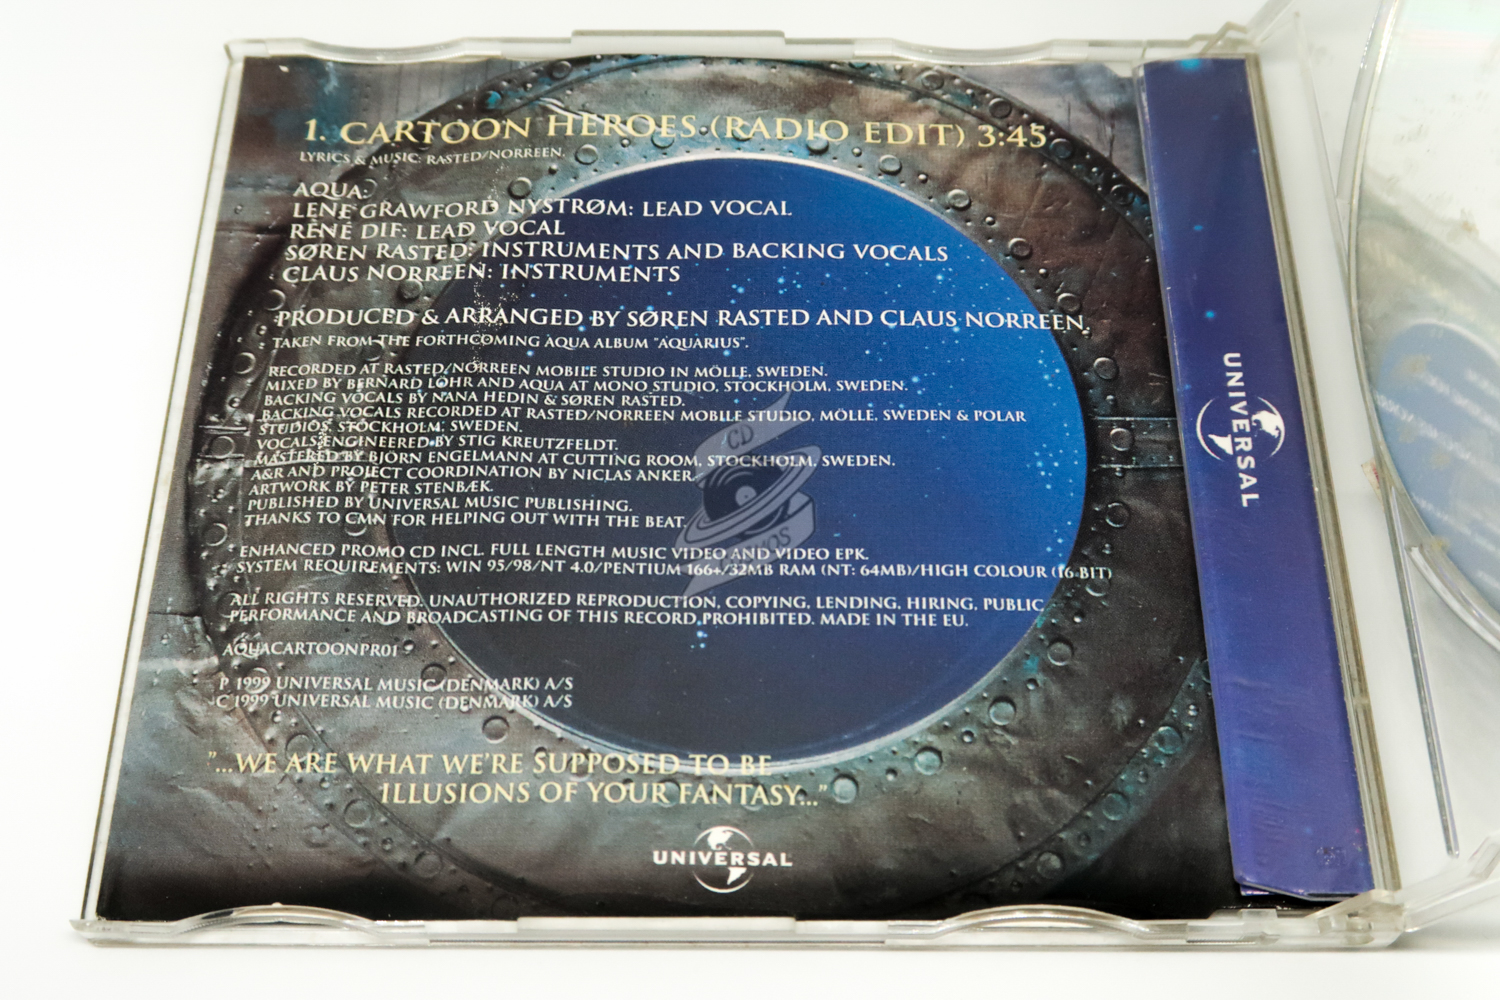 1. CARTOON HEROES (RADIO EDIT) 3:45
LYRICS & MUSIC: RASTED/NORREEN.
AQUA:
LENE GRAWFORD NYSTRØM: LEAD VOCAL
RENÉ DIF: LEAD VOCAL
SØREN RASTED: INSTRUMENTS AND BACKING VOCALS
CLAUS NORREEN: INSTRUMENTS
PRODUCED & ARRANGED BY SØREN RASTED AND CLAUS NORREEN.
TAKEN FROM THE FORTHCOMING AQUA ALBUM "AQUARIUS".
RECORDED AT RASTED/NORREEN MOBILE STUDIO IN MÖLLE, SWEDEN.
MIXED BY BERNARD LÖHR AND AQUA AT MONO STUDIO, STOCKHOLM, SWEDEN.
BACKING VOCALS BY NANA HEDIN & SØREN RASTED.
BACKING VOCALS RECORDED AT RASTED/NORREEN MOBILE STUDIO, MÖLLE, SWEDEN & POLAR
STUDIOS, STOCKHOLM, SWEDEN.
VOCALS ENGINEERED BY STIG KREUTZFELDT.
MASTERED BY BJÖRN ENGELMANN AT CUTTING ROOM, STOCKHOLM, SWEDEN.
A&R AND PROJECT COORDINATION BY NICLAS ANKER.
ARTWORK BY PETER STENBÆK.
PUBLISHED BY UNIVERSAL MUSIC PUBLISHING.
THANKS TO CMN FOR HELPING OUT WITH THE BEAT.
ENHANCED PROMO CD INCL. FULL LENGTH MUSIC VIDEO AND VIDEO EPK.
SYSTEM REQUIREMENTS: WIN 95/98/NT 4.0/PENTIUM 166+/32MB RAM (NT: 64MB)/HIGH COLOUR (16 BIT)
ALL RIGHTS RESERVED. UNAUTHORIZED REPRODUCTION, COPYING, LENDING, HIRING, PUBLIC
PERFORMANCE AND BROADCASTING OF THIS RECORD PROHIBITED. MADE IN THE EU.
AQUACARTOONPR01
P 1999 UNIVERSAL MUSIC (DENMARK) A/S
C 1999 UNIVERSAL MUSIC (DENMARK) A/S
"...WE ARE WHAT WE'RE SUPPOSED TO BE
ILLUSIONS OF YOUR FANTASY..."
UNIVERSAL
UNIVERSAL
CD